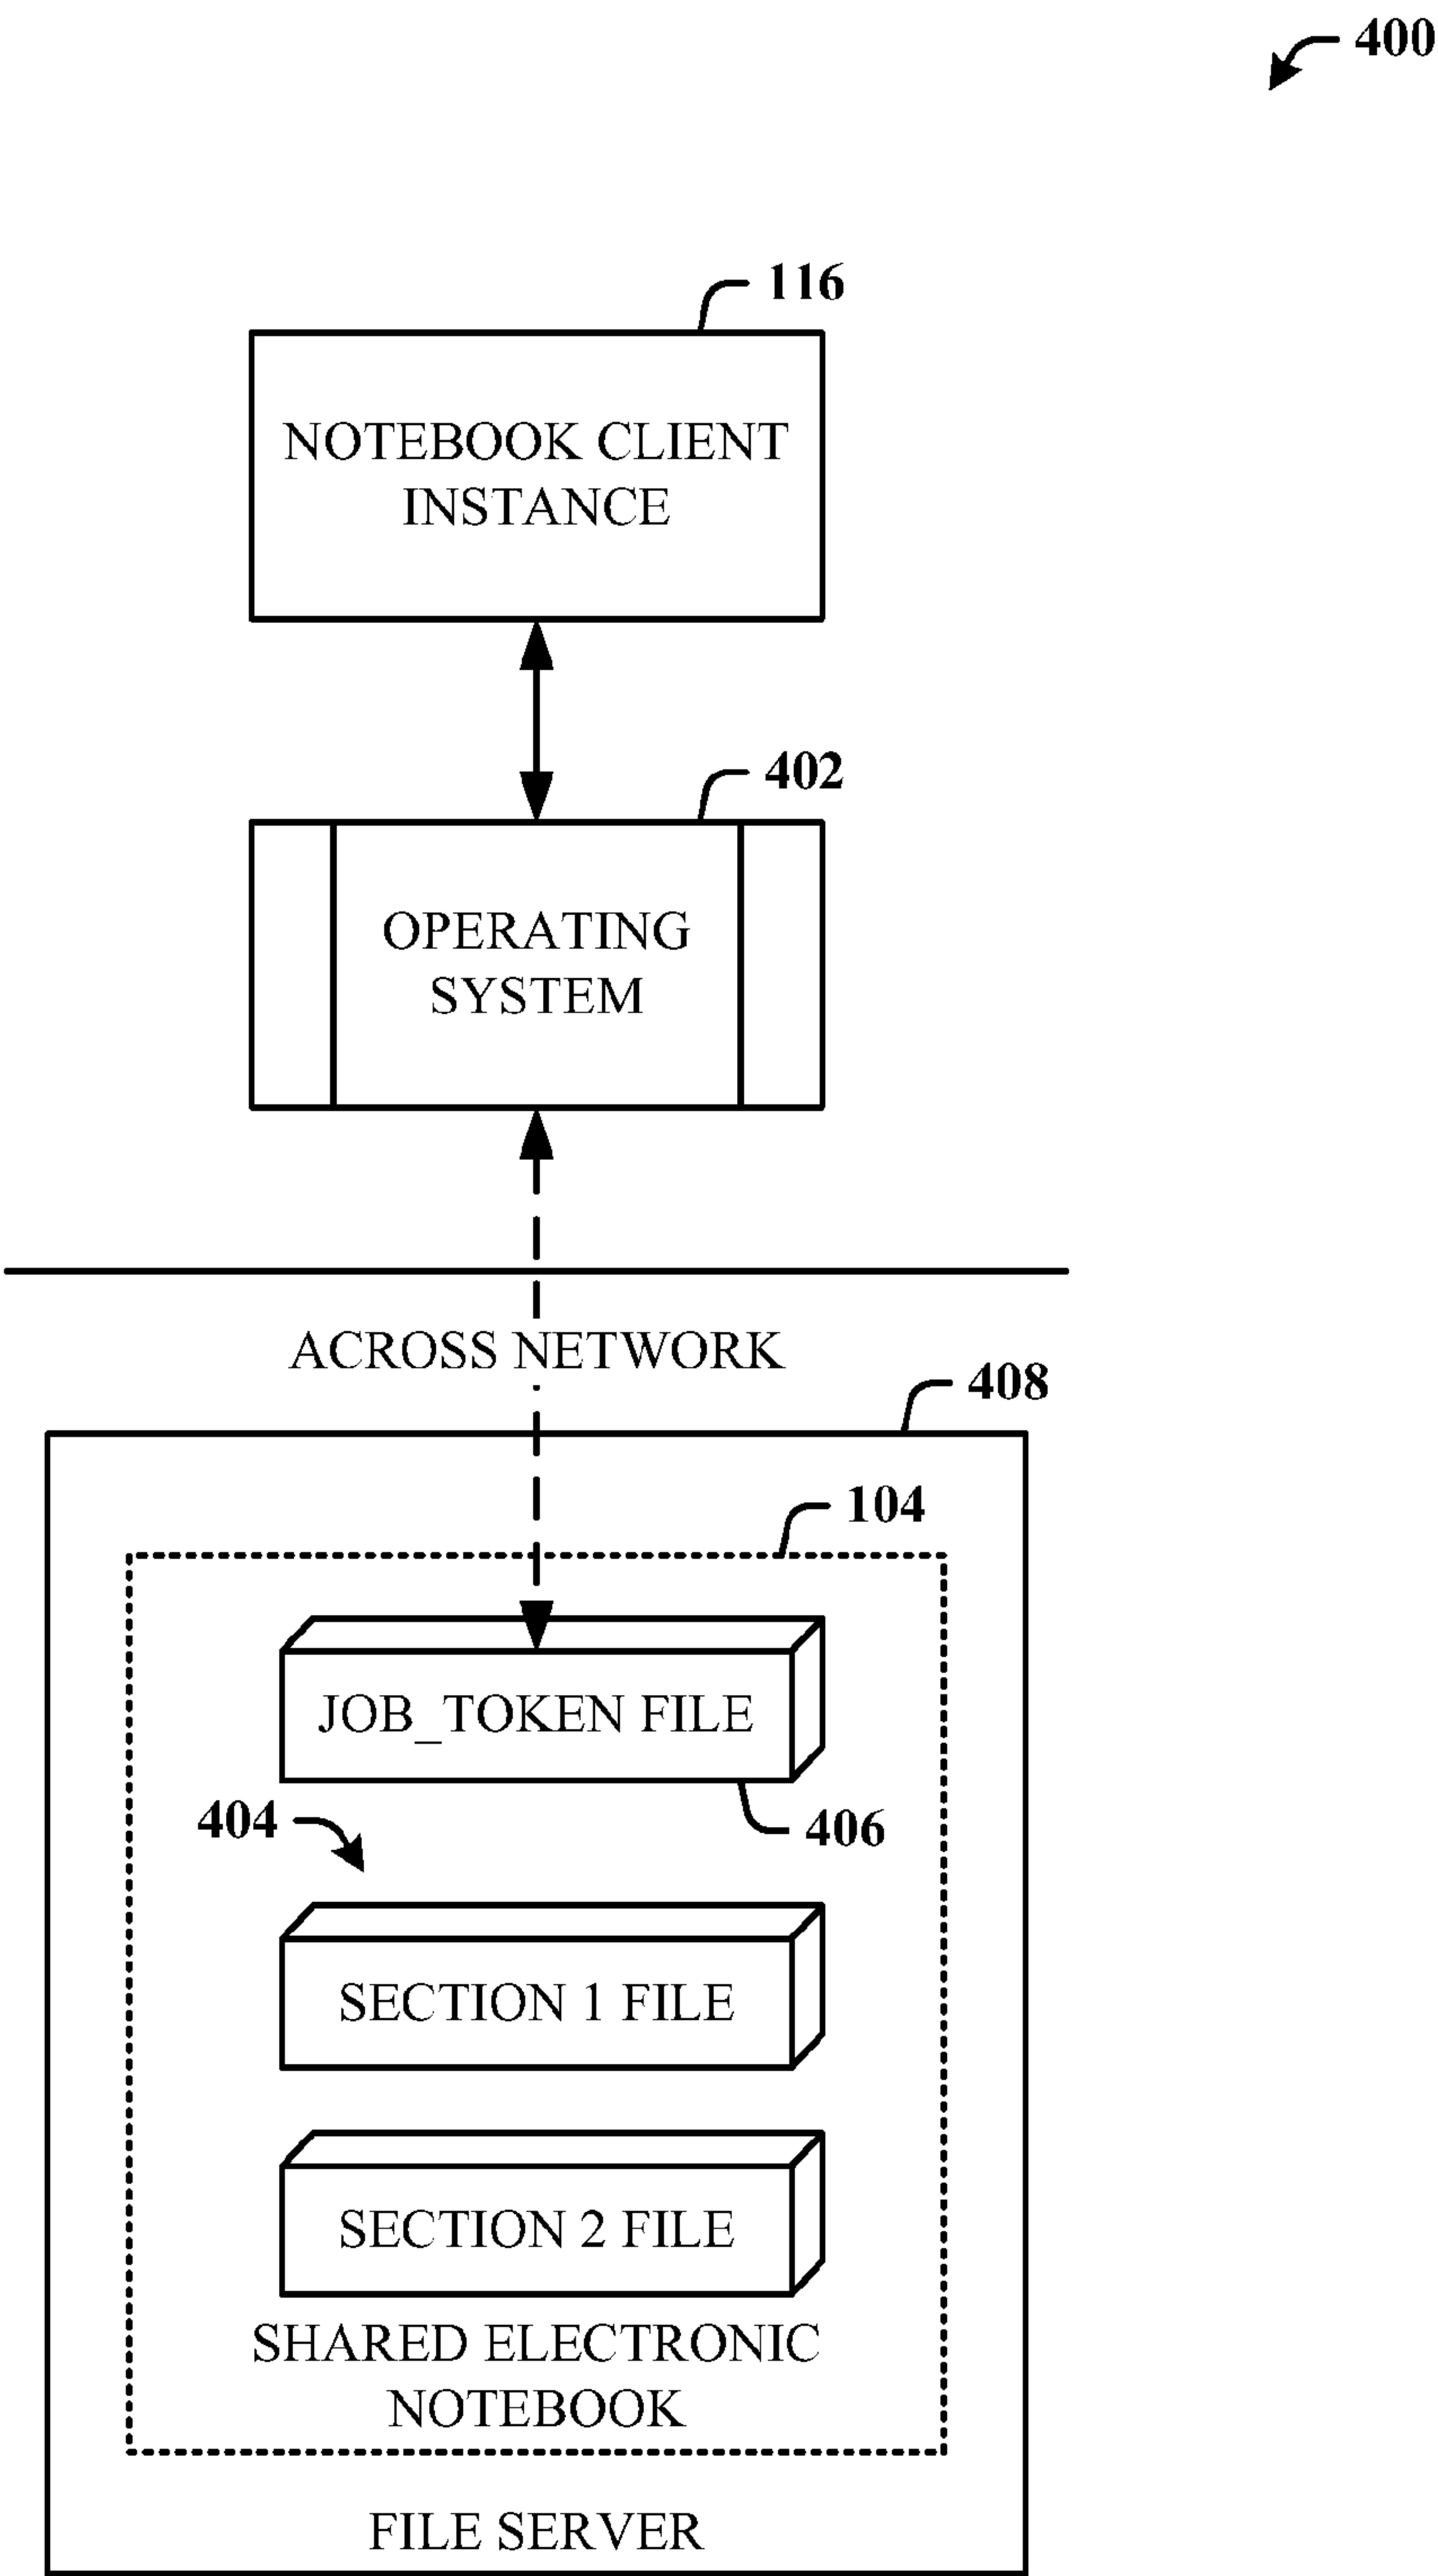 400
116
NOTEBOOK CLIENT
INSTANCE
402
OPERATING
SYSTEM
ACROSS NETWORK
408
104
JOB_TOKEN FILE
404
406
SECTION 1 FILE
SECTION 2 FILE
SHARED ELECTRONIC
NOTEBOOK
FILE SERVER